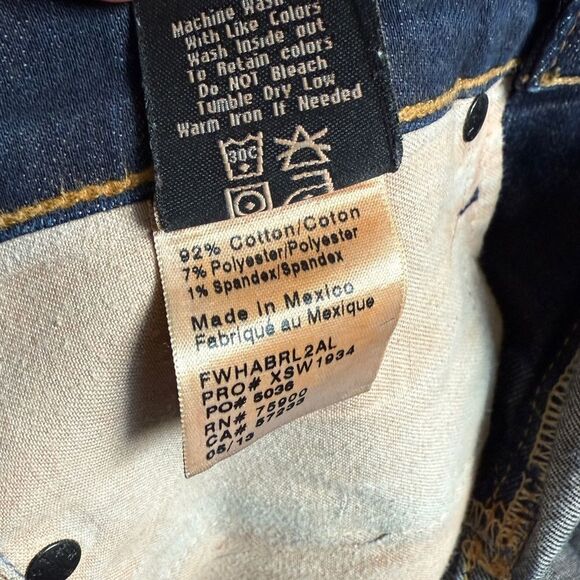 Machine Wash
With Like Colors
Wash Inside out
To Retain colors
Do NOT Bleach
Tumble Dry Low
Warm Iron If Needed
30C
92% Cotton/Coton
7% Polyester/Polyester
1% Spandex/Spandex
Made in Mexico
Fabriqué au Mexique
FWHABRL2AL
PRO# XSW1934
PO# 5036
RN# 75900
CA# 57233
05/13